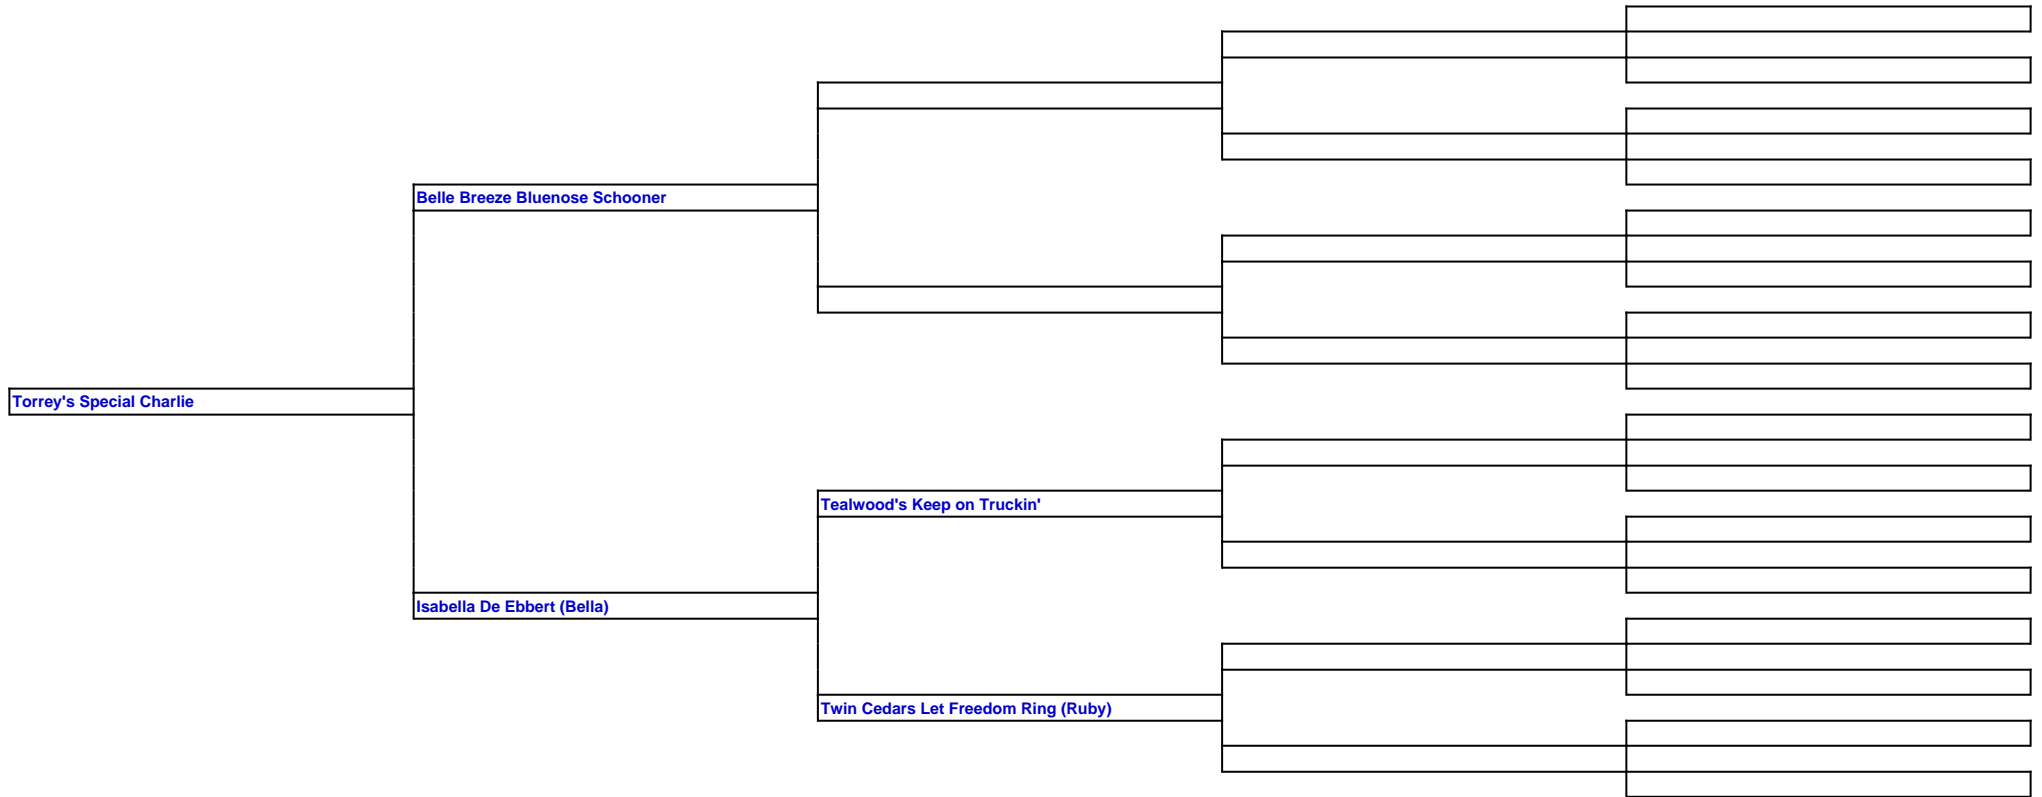 Belle Breeze Bluenose Schooner
Torrey's Special Charlie
Tealwood's Keep on Truckin'
Isabella De Ebbert (Bella)
Twin Cedars Let Freedom Ring (Ruby)